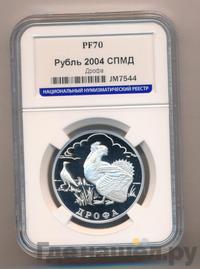 PF70
Рубль 2004 СПМД
Дрофа
JM7544
НАЦИОНАЛЬНЫЙ НУМИЗМАТИЧЕСКИЙ РЕЕСТР
ДРОФА